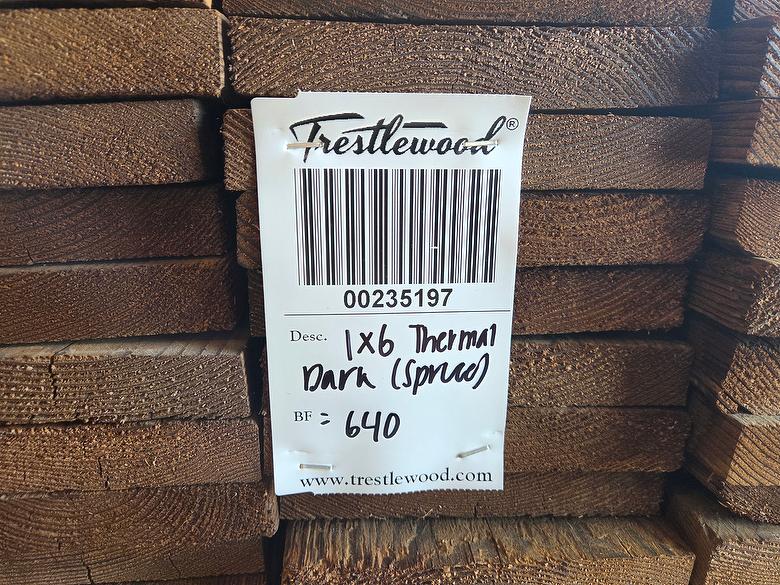 Trestlewood®
00235197
Desc. 1x6 Thermal
Dark (Spruce)
BF = 640
www.trestlewood.com